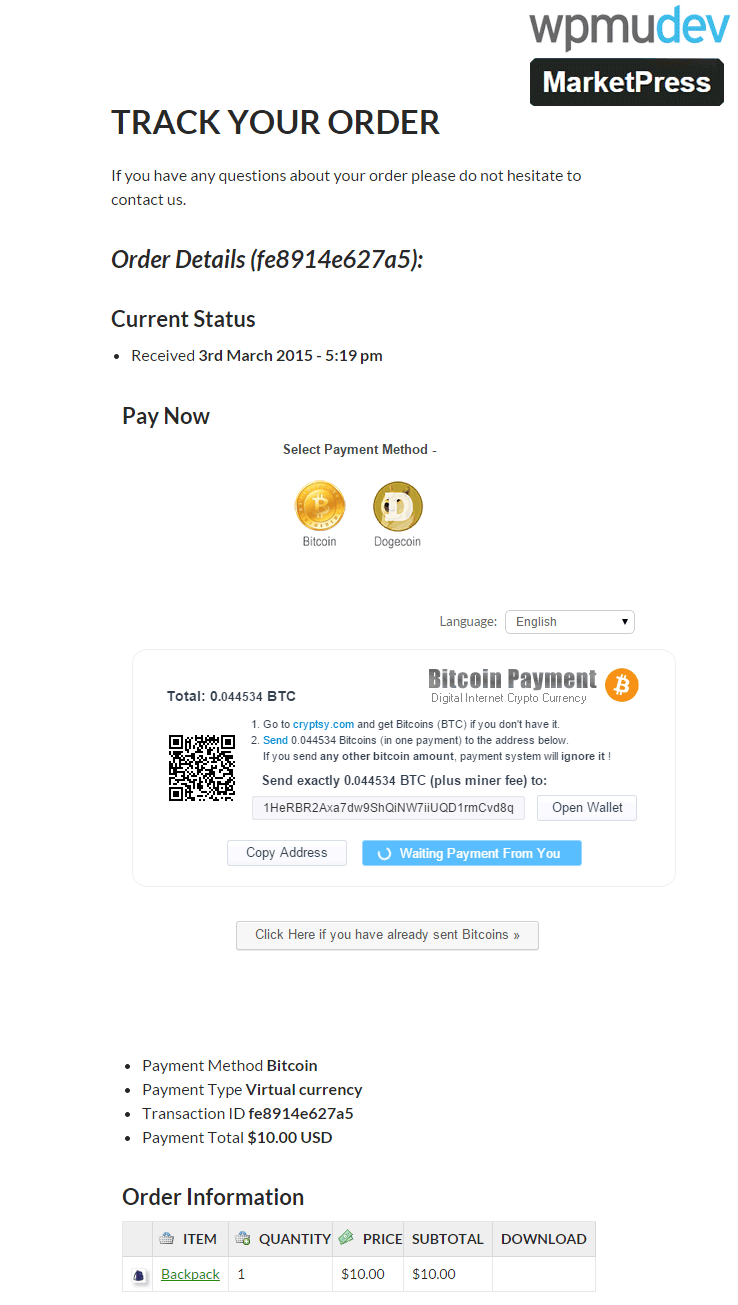 wpmudev
MarketPress
TRACK YOUR ORDER
If you have any questions about your order please do not hesitate to
contact us.
Order Details (fe8914e627a5):
Current Status
• Received 3rd March 2015 - 5:19 pm
Pay Now
Select Payment Method -
Bitcoin Dogecoin
Language: English
Bitcoin Payment
Digital Internet Crypto Currency
Total: 0.044534 BTC
1. Go to cryptsy.com and get Bitcoins (BTC) if you don't have it.
2. Send 0.044534 Bitcoins (in one payment) to the address below.
If you send any other bitcoin amount, payment system will ignore it !
Send exactly 0.044534 BTC (plus miner fee) to:
1HeRBR2Axa7dw9ShQiNW7iiUQD1rmCvd8q Open Wallet
Copy Address Waiting Payment From You
Click Here if you have already sent Bitcoins »
• Payment Method Bitcoin
• Payment Type Virtual currency
• Transaction ID fe8914e627a5
• Payment Total $10.00 USD
Order Information
ITEM QUANTITY PRICE SUBTOTAL DOWNLOAD
Backpack 1 $10.00 $10.00